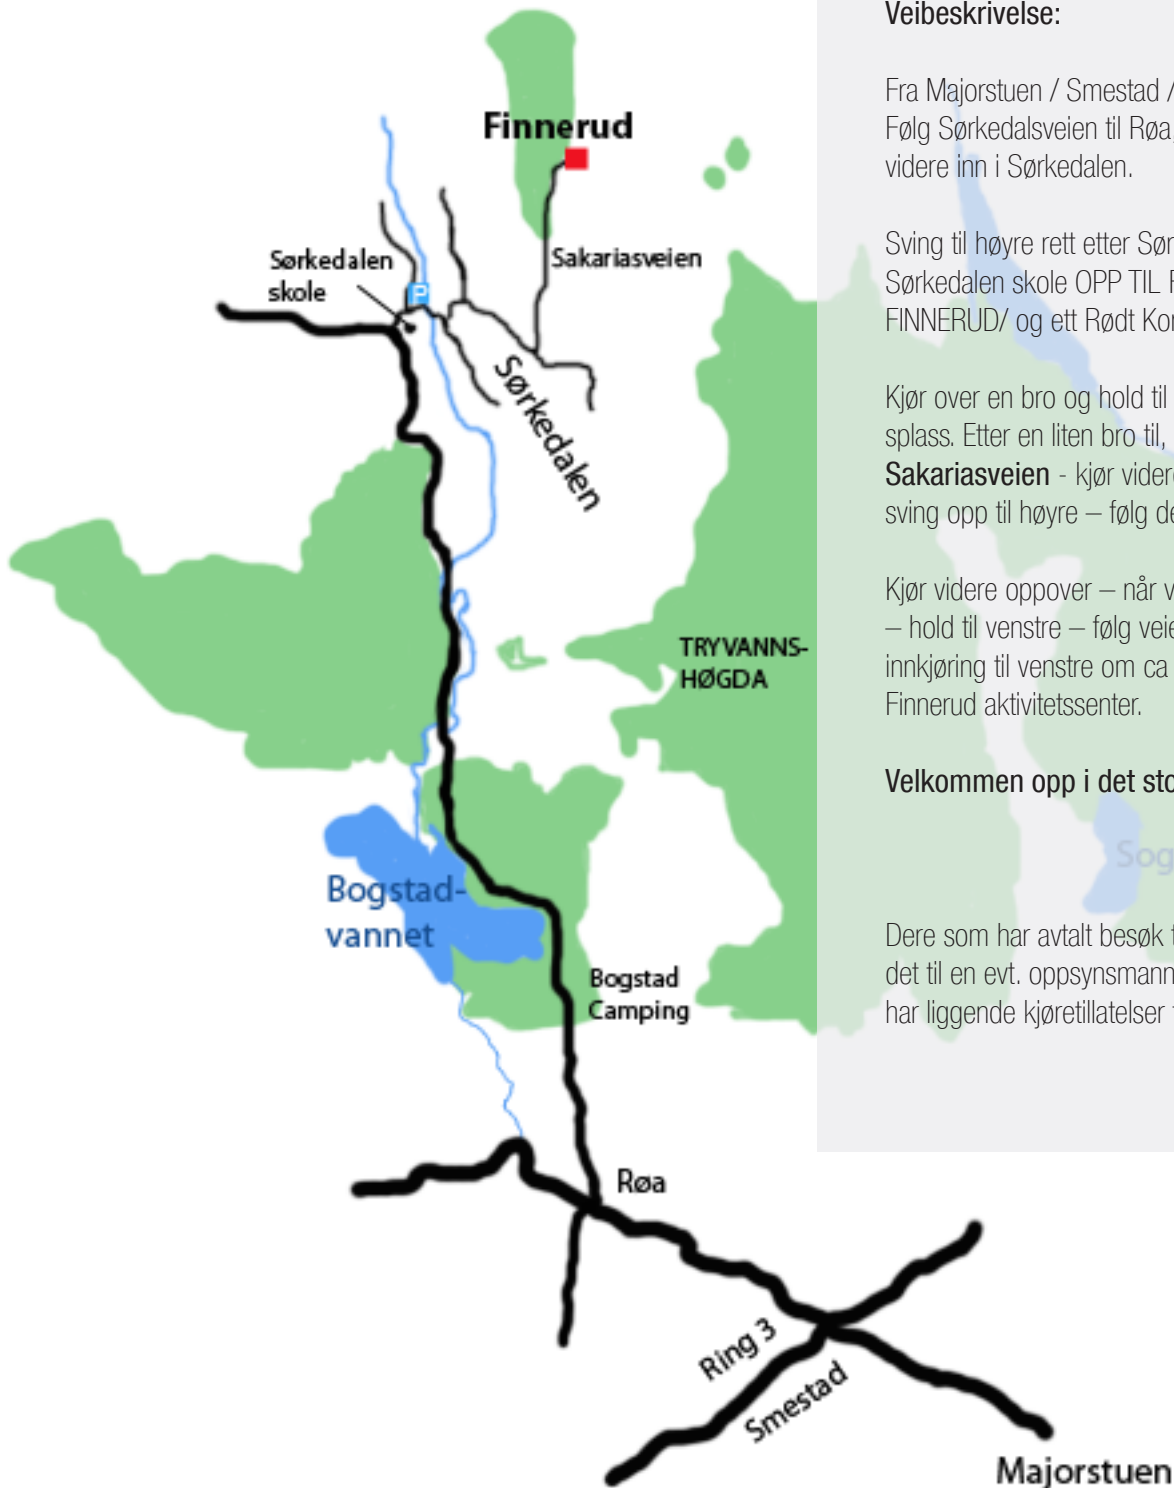 Finnerud
Sørkedalen
skole
P
Sakariasveien
Sørkedalen
TRYVANNS-
HØGDA
Bogstad-
vannet
Bogstad
Camping
Røa
Ring 3
Smestad
Majorstuen
Veibeskrivelse:
Fra Majorstuen / Smestad /
Følg Sørkedalsveien til Røa
videre inn i Sørkedalen.
Sving til høyre rett etter Sør
Sørkedalen skole OPP TIL F
FINNERUD/ og ett Rødt Kor
Kjør over en bro og hold til
splass. Etter en liten bro til,
Sakariasveien - kjør videre
sving opp til høyre – følg de
Kjør videre oppover – når v
– hold til venstre – følg veie
innkjøring til venstre om ca
Finnerud aktivitetssenter.
Velkommen opp i det sto
Sog
Dere som har avtalt besøk t
det til en evt. oppsynsmann
har liggende kjøretillatelser